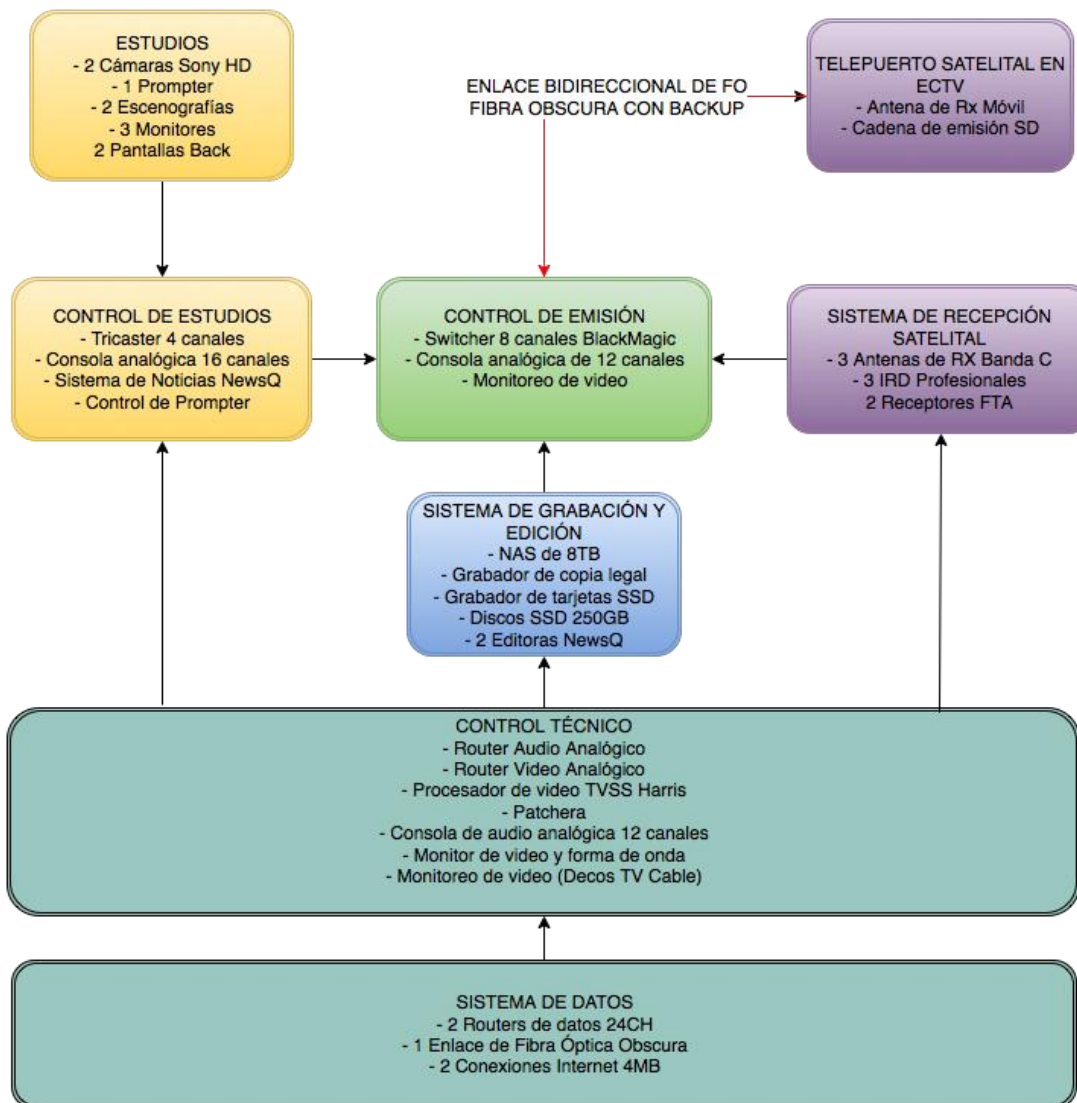 ESTUDIOS
- 2 Cámaras Sony HD
- 1 Prompter
- 2 Escenografías
- 3 Monitores
2 Pantallas Back
ENLACE BIDIRECCIONAL DE FO
FIBRA OBSCURA CON BACKUP
TELEPUERTO SATELITAL EN
ECTV
- Antena de Rx Móvil
- Cadena de emisión SD
CONTROL DE ESTUDIOS
- Tricaster 4 canales
- Consola analógica 16 canales
- Sistema de Noticias NewsQ
- Control de Prompter
CONTROL DE EMISIÓN
- Switcher 8 canales BlackMagic
- Consola analógica de 12 canales
- Monitoreo de video
SISTEMA DE RECEPCIÓN
SATELITAL
- 3 Antenas de RX Banda C
- 3 IRD Profesionales
2 Receptores FTA
SISTEMA DE GRABACIÓN Y
EDICIÓN
- NAS de 8TB
- Grabador de copia legal
- Grabador de tarjetas SSD
- Discos SSD 250GB
- 2 Editoras NewsQ
CONTROL TÉCNICO
- Router Audio Analógico
- Router Video Analógico
- Procesador de video TVSS Harris
- Patchera
- Consola de audio analógica 12 canales
- Monitor de video y forma de onda
- Monitoreo de video (Decos TV Cable)
SISTEMA DE DATOS
- 2 Routers de datos 24CH
- 1 Enlace de Fibra Óptica Obscura
- 2 Conexiones Internet 4MB